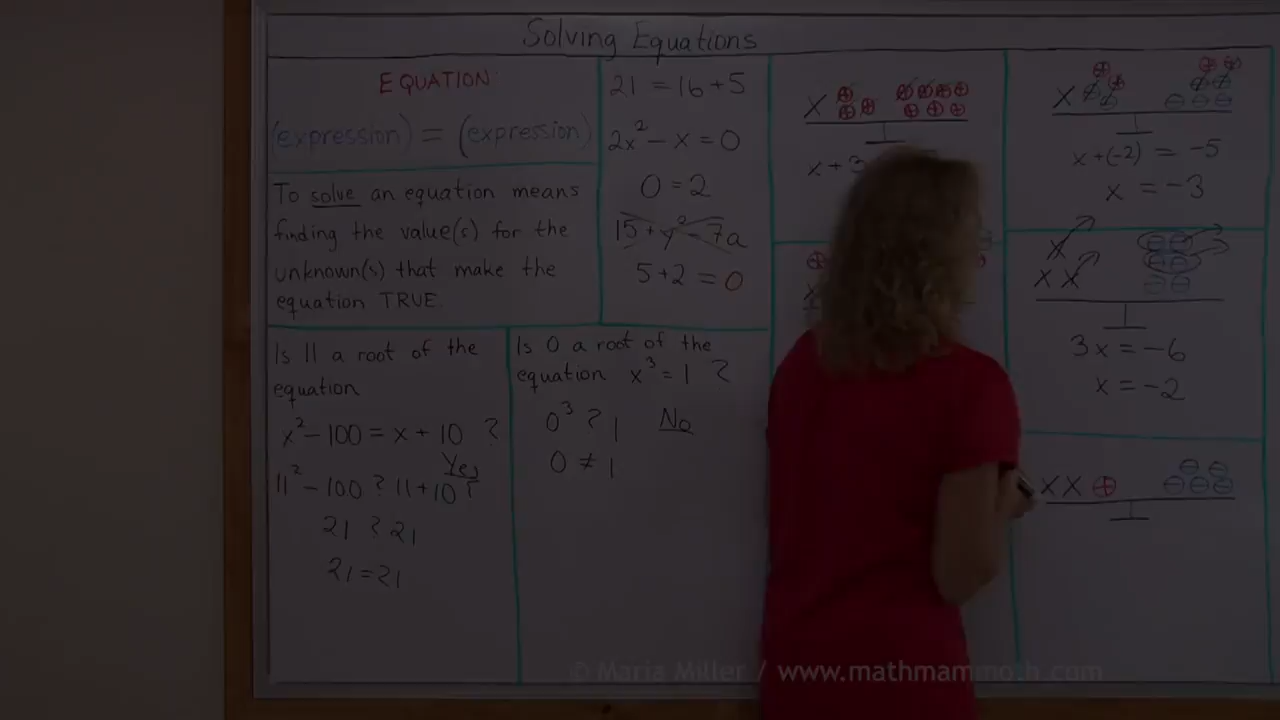 Solving Equations
EQUATION
(expression) = (expression)
To solve an equation means
finding the value(s) for the
unknown(s) that make the
equation TRUE.
21 = 16 + 5
2x² - x = 0
0 = 2
15 + y² - 7a
5 + 2 = 0
Is 11 a root of the
equation
x² - 100 = x + 10 ?
Yes
11² - 100 ? 11 + 10 ?
21 ? 21
21 = 21
Is 0 a root of the
equation x³ = 1 ?
0³ ? 1 No
0 ≠ 1
x
x + 3
x
x + (-2) = -5
x = -3
x
x x
3x = -6
x = -2
x x
© Maria Miller / www.mathmammoth.com